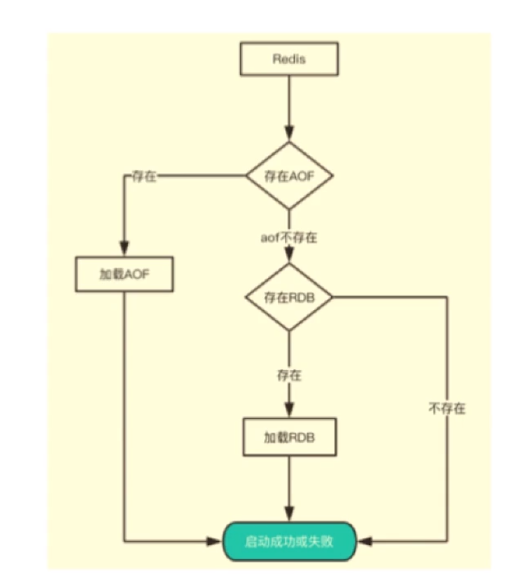 Redis
存在AOF
存在
aof不存在
加载AOF
存在RDB
存在
不存在
加载RDB
启动成功或失败